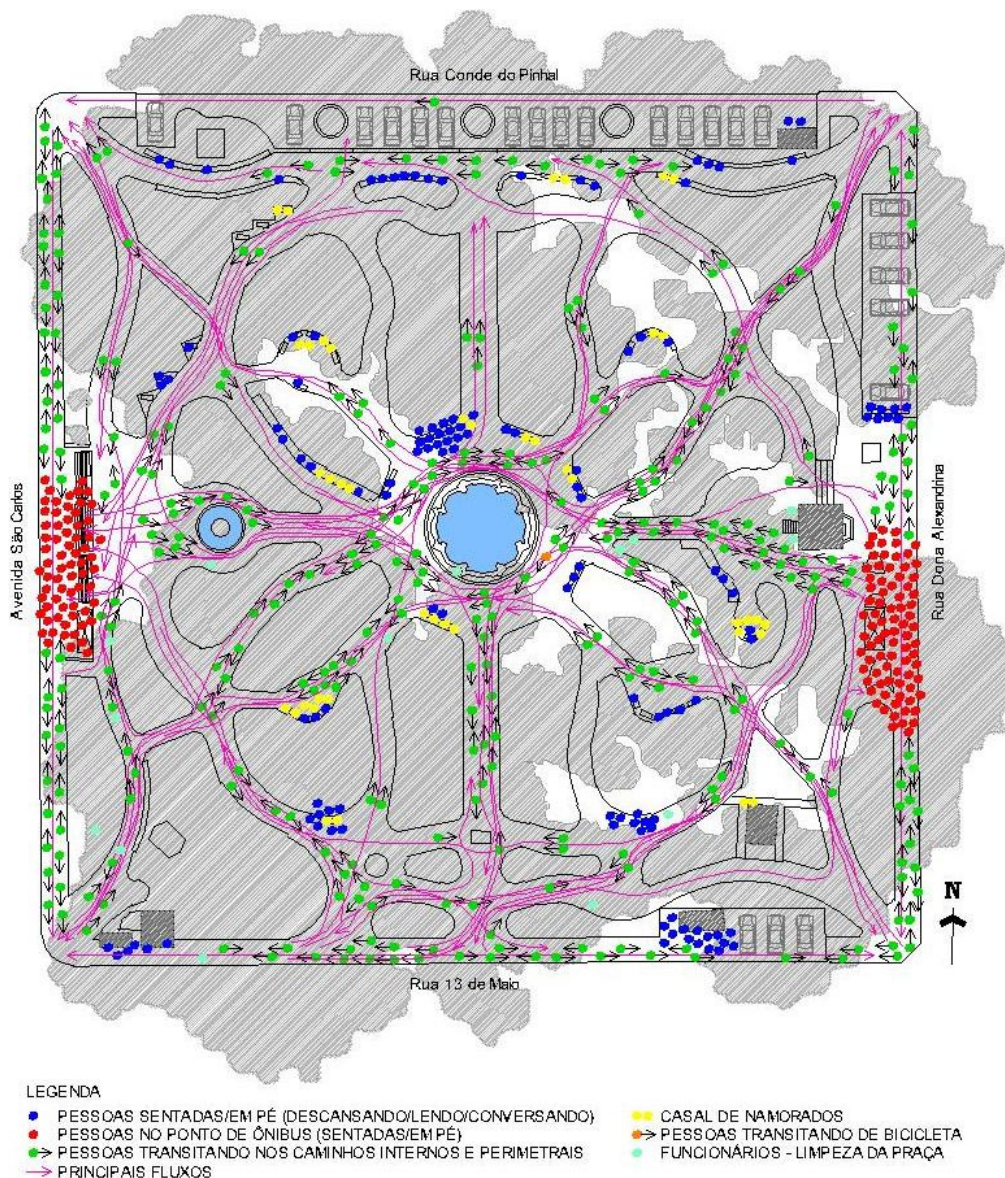 Rua Conde do Pinhal
Avenida São Carlos
Rua Dona Alexandrina
N
Rua 13 de Maio
LEGENDA
PESSOAS SENTADAS/EM PÉ (DESCANSANDO/LENDO/CONVERSANDO)
PESSOAS NO PONTO DE ÔNIBUS (SENTADAS/EM PÉ)
PESSOAS TRANSITANDO NOS CAMINHOS INTERNOS E PERIMETRAIS
PRINCIPAIS FLUXOS
CASAL DE NAMORADOS
PESSOAS TRANSITANDO DE BICICLETA
FUNCIONÁRIOS - LIMPEZA DA PRAÇA